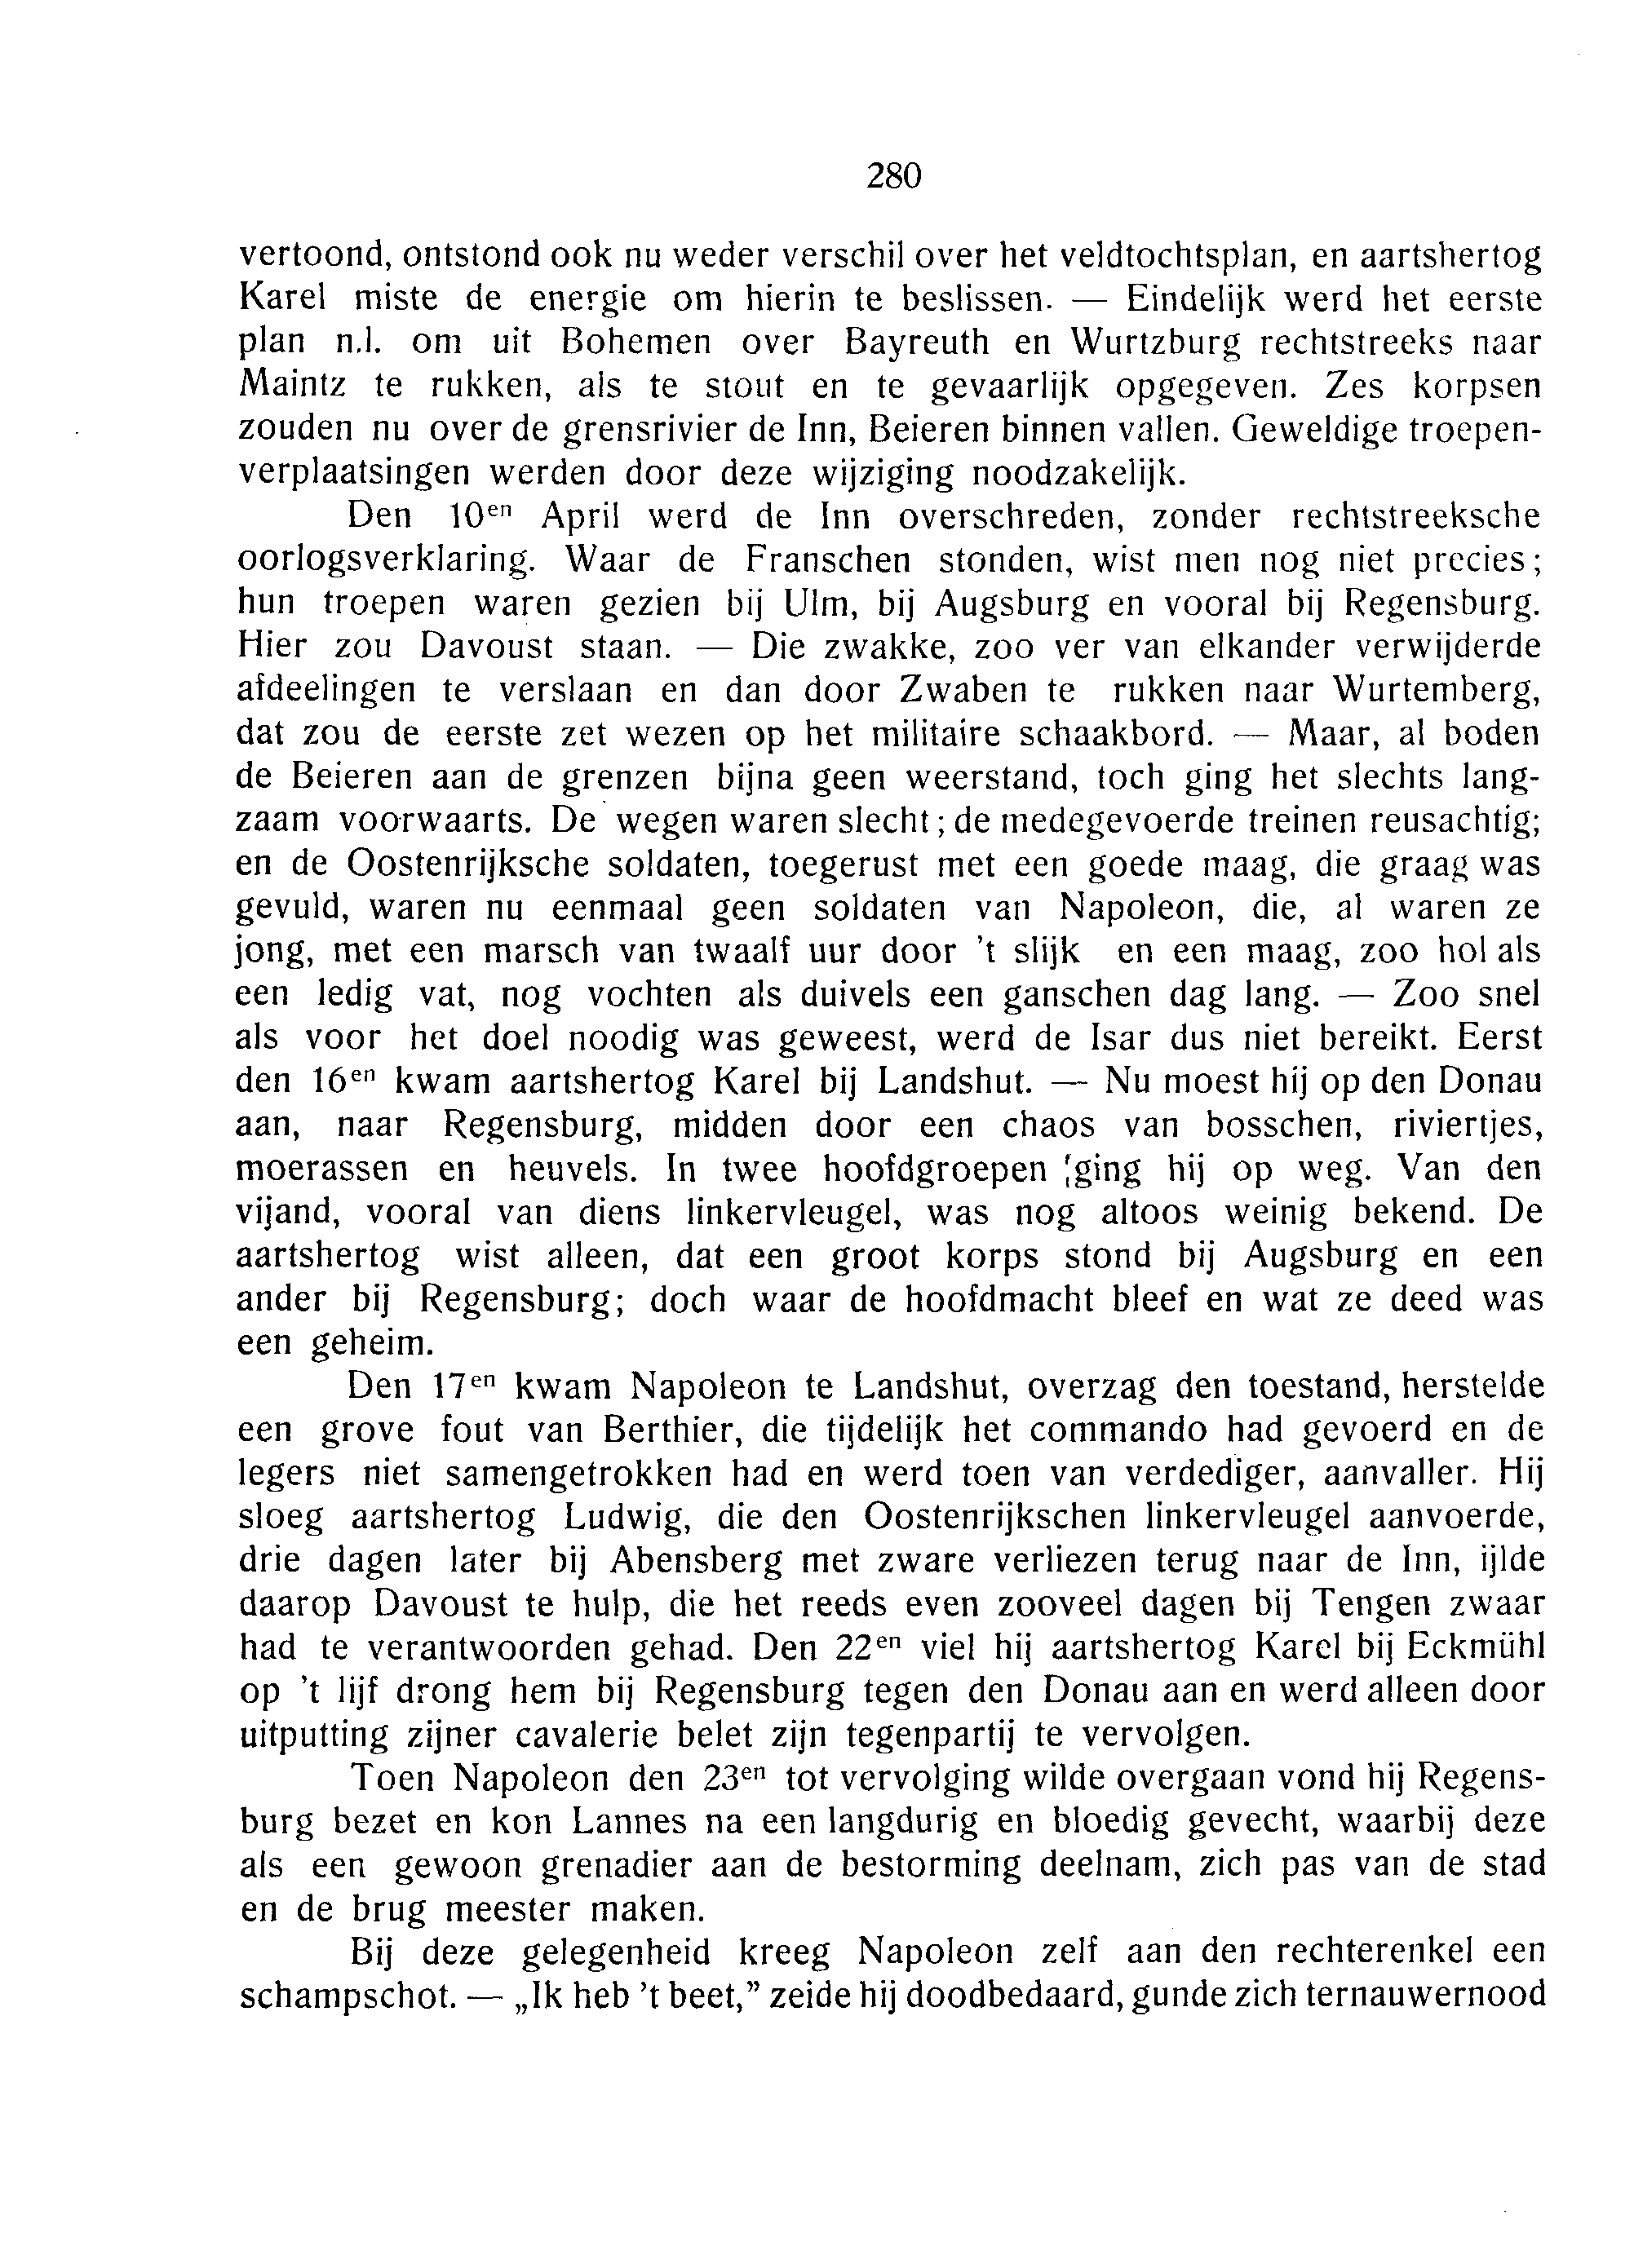 280
vertoond, ontstond ook nu weder verschil over het veldtochtsplan, en aartshertog
Karel miste de energie om hierin te beslissen. — Eindelijk werd het eerste
plan n.l. om uit Bohemen over Bayreuth en Wurtzburg rechtstreeks naar
Maintz te rukken, als te stout en te gevaarlijk opgegeven. Zes korpsen
zouden nu over de grensrivier de Inn, Beieren binnen vallen. Geweldige troepen-
verplaatsingen werden door deze wijziging noodzakelijk.
Den 10en April werd de Inn overschreden, zonder rechtstreeksche
oorlogsverklaring. Waar de Franschen stonden, wist men nog niet precies;
hun troepen waren gezien bij Ulm, bij Augsburg en vooral bij Regensburg.
Hier zou Davoust staan. — Die zwakke, zoo ver van elkander verwijderde
afdeelingen te verslaan en dan door Zwaben te rukken naar Wurtemberg,
dat zou de eerste zet wezen op het militaire schaakbord. — Maar, al boden
de Beieren aan de grenzen bijna geen weerstand, toch ging het slechts lang-
zaam voorwaarts. De wegen waren slecht; de medegevoerde treinen reusachtig;
en de Oostenrijksche soldaten, toegerust met een goede maag, die graag was
gevuld, waren nu eenmaal geen soldaten van Napoleon, die, al waren ze
jong, met een marsch van twaalf uur door 't slijk en een maag, zoo hol als
een ledig vat, nog vochten als duivels een ganschen dag lang. — Zoo snel
als voor het doel noodig was geweest, werd de Isar dus niet bereikt. Eerst
den 16en kwam aartshertog Karel bij Landshut. — Nu moest hij op den Donau
aan, naar Regensburg, midden door een chaos van bosschen, riviertjes,
moerassen en heuvels. In twee hoofdgroepen ging hij op weg. Van den
vijand, vooral van diens linkervleugel, was nog altoos weinig bekend. De
aartshertog wist alleen, dat een groot korps stond bij Augsburg en een
ander bij Regensburg; doch waar de hoofdmacht bleef en wat ze deed was
een geheim.
Den 17en kwam Napoleon te Landshut, overzag den toestand, herstelde
een grove fout van Berthier, die tijdelijk het commando had gevoerd en de
legers niet samengetrokken had en werd toen van verdediger, aanvaller. Hij
sloeg aartshertog Ludwig, die den Oostenrijkschen linkervleugel aanvoerde,
drie dagen later bij Abensberg met zware verliezen terug naar de Inn, ijlde
daarop Davoust te hulp, die het reeds even zooveel dagen bij Tengen zwaar
had te verantwoorden gehad. Den 22en viel hij aartshertog Karel bij Eckmühl
op 't lijf drong hem bij Regensburg tegen den Donau aan en werd alleen door
uitputting zijner cavalerie belet zijn tegenpartij te vervolgen.
Toen Napoleon den 23en tot vervolging wilde overgaan vond hij Regens-
burg bezet en kon Lannes na een langdurig en bloedig gevecht, waarbij deze
als een gewoon grenadier aan de bestorming deelnam, zich pas van de stad
en de brug meester maken.
Bij deze gelegenheid kreeg Napoleon zelf aan den rechterenkel een
schampschot. — „Ik heb 't beet,” zeide hij doodbedaard, gunde zich ternauwernood